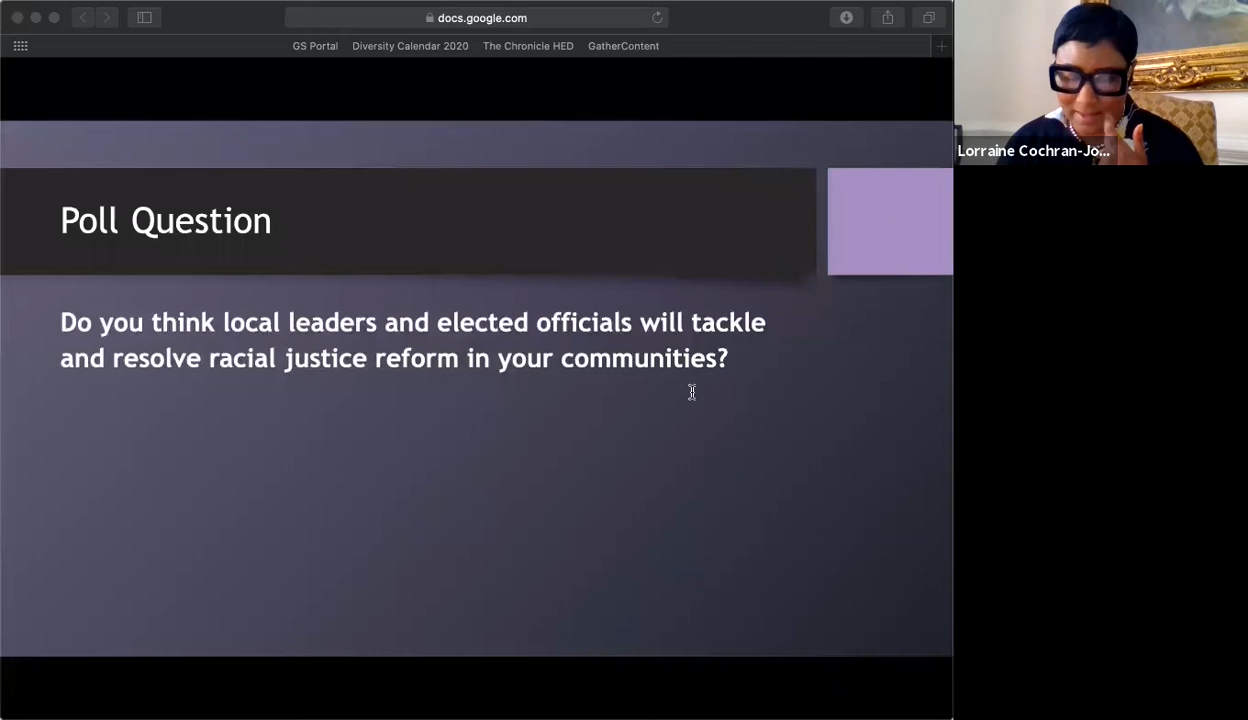 docs.google.com
GS Portal Diversity Calendar 2020 The Chronicle HED GatherContent
Lorraine Cochran-Jo...
Poll Question
Do you think local leaders and elected officials will tackle
and resolve racial justice reform in your communities?